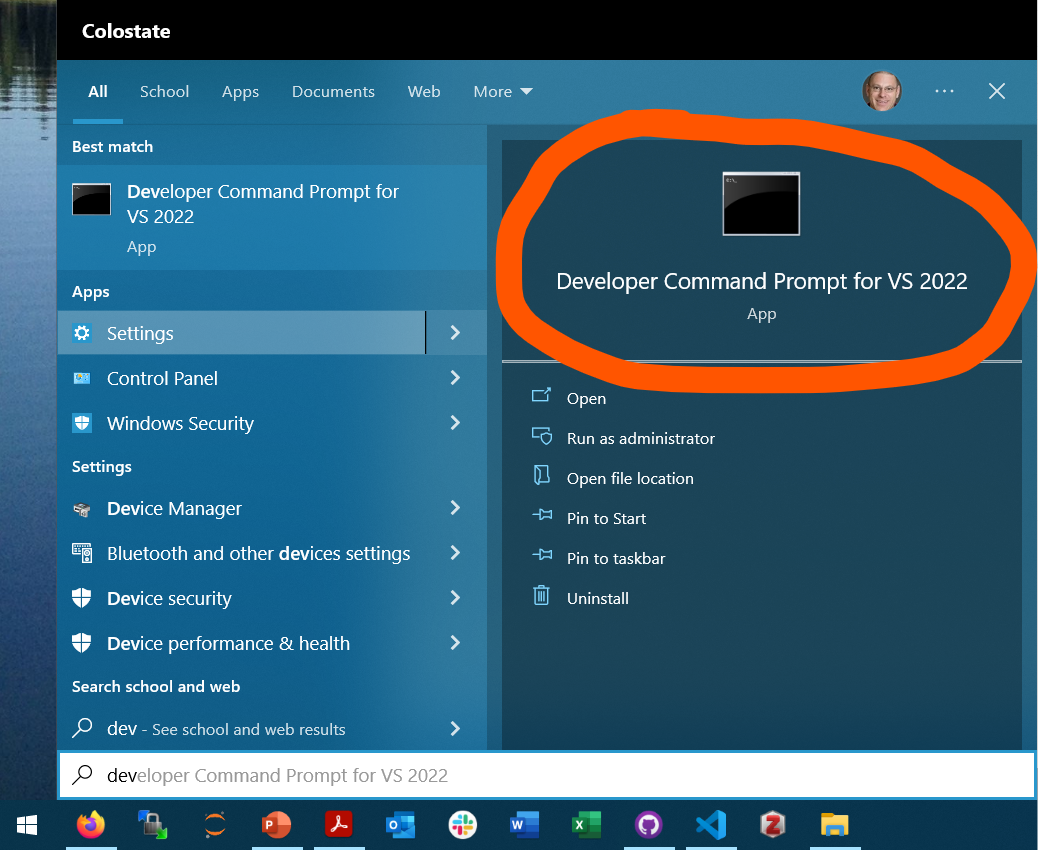 Colostate
All School Apps Documents Web More
Best match
Developer Command Prompt for
VS 2022
App
Apps
Settings
Control Panel
Windows Security
Settings
Device Manager
Bluetooth and other devices settings
Device security
Device performance & health
Search school and web
dev - See school and web results
Developer Command Prompt for VS 2022
App
Open
Run as administrator
Open file location
Pin to Start
Pin to taskbar
Uninstall
developer Command Prompt for VS 2022